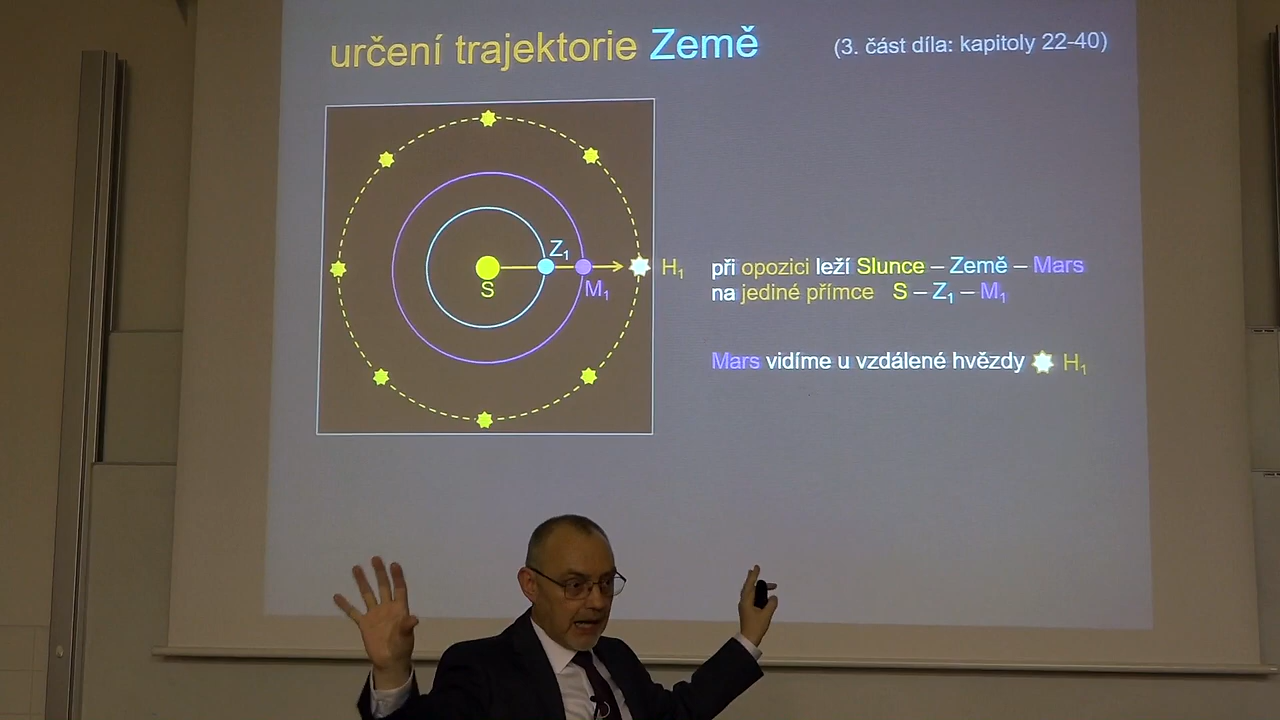 určení trajektorie Země
(3. část díla: kapitoly 22-40)
Z₁
H₁
S
M₁
při opozici leží Slunce – Země – Mars
na jediné přímce S – Z₁ – M₁
Mars vidíme u vzdálené hvězdy H₁